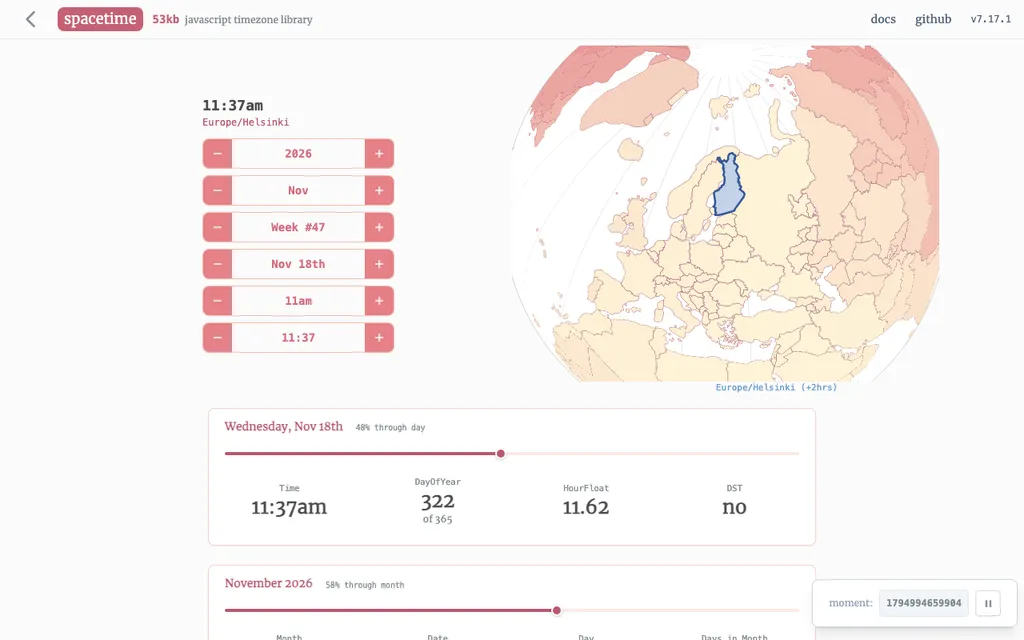 spacetime 53kb javascript timezone library docs github v7.17.1
11:37am
Europe/Helsinki
− 2026 +
− Nov +
− Week #47 +
− Nov 18th +
− 11am +
− 11:37 +
Europe/Helsinki (+2hrs)
Wednesday, Nov 18th 48% through day
Time DayOfYear HourFloat DST
11:37am 322 11.62 no
of 365
November 2026 58% through month
moment: 1794994659904
Month Date Day Days in Month